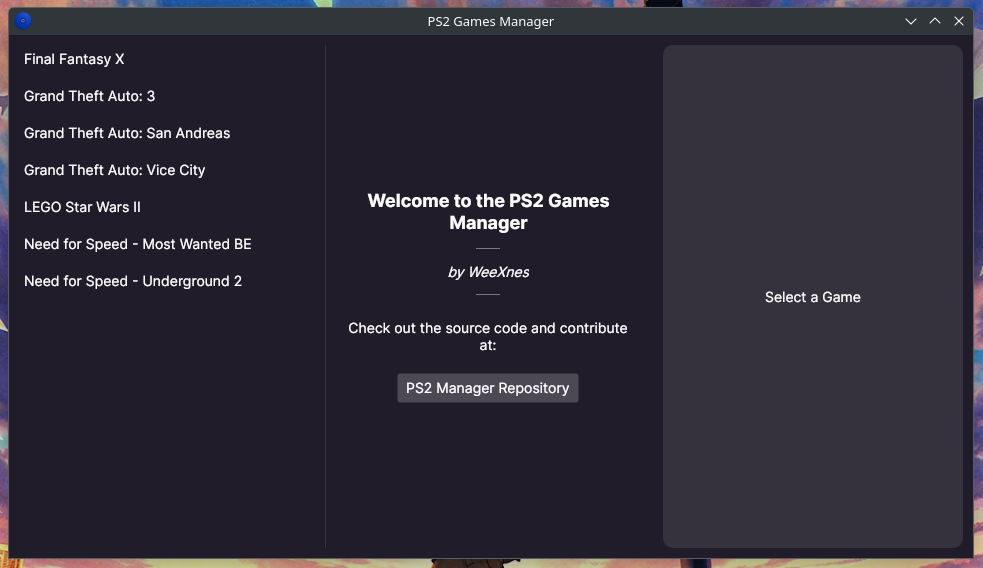 PS2 Games Manager
Final Fantasy X
Grand Theft Auto: 3
Grand Theft Auto: San Andreas
Grand Theft Auto: Vice City
LEGO Star Wars II
Need for Speed - Most Wanted BE
Need for Speed - Underground 2
Welcome to the PS2 Games
Manager
by WeeXnes
Check out the source code and contribute
at:
PS2 Manager Repository
Select a Game